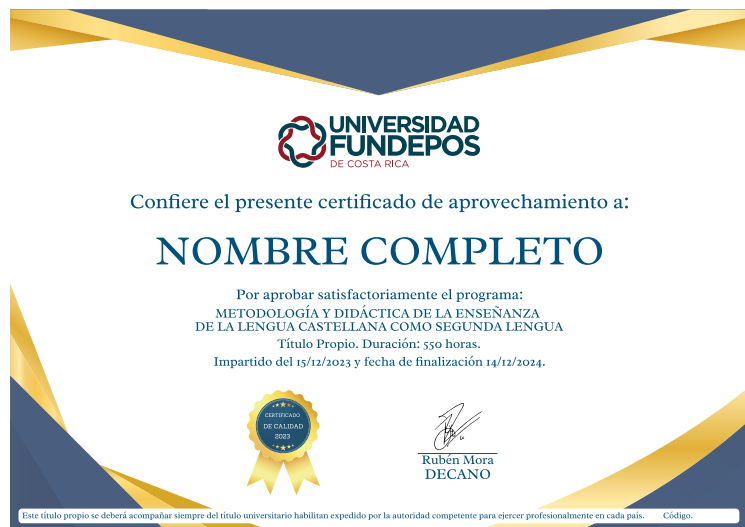 UNIVERSIDAD
FUNDEPOS
DE COSTA RICA
Confiere el presente certificado de aprovechamiento a:
NOMBRE COMPLETO
Por aprobar satisfactoriamente el programa:
METODOLOGÍA Y DIDÁCTICA DE LA ENSEÑANZA
DE LA LENGUA CASTELLANA COMO SEGUNDA LENGUA
Título Propio. Duración: 550 horas.
Impartido del 15/12/2023 y fecha de finalización 14/12/2024.
CERTIFICADO
DE CALIDAD
2023
Rubén Mora
DECANO
Este título propio se deberá acompañar siempre del título universitario habilitan expedido por la autoridad competente para ejercer profesionalmente en cada país. Código.